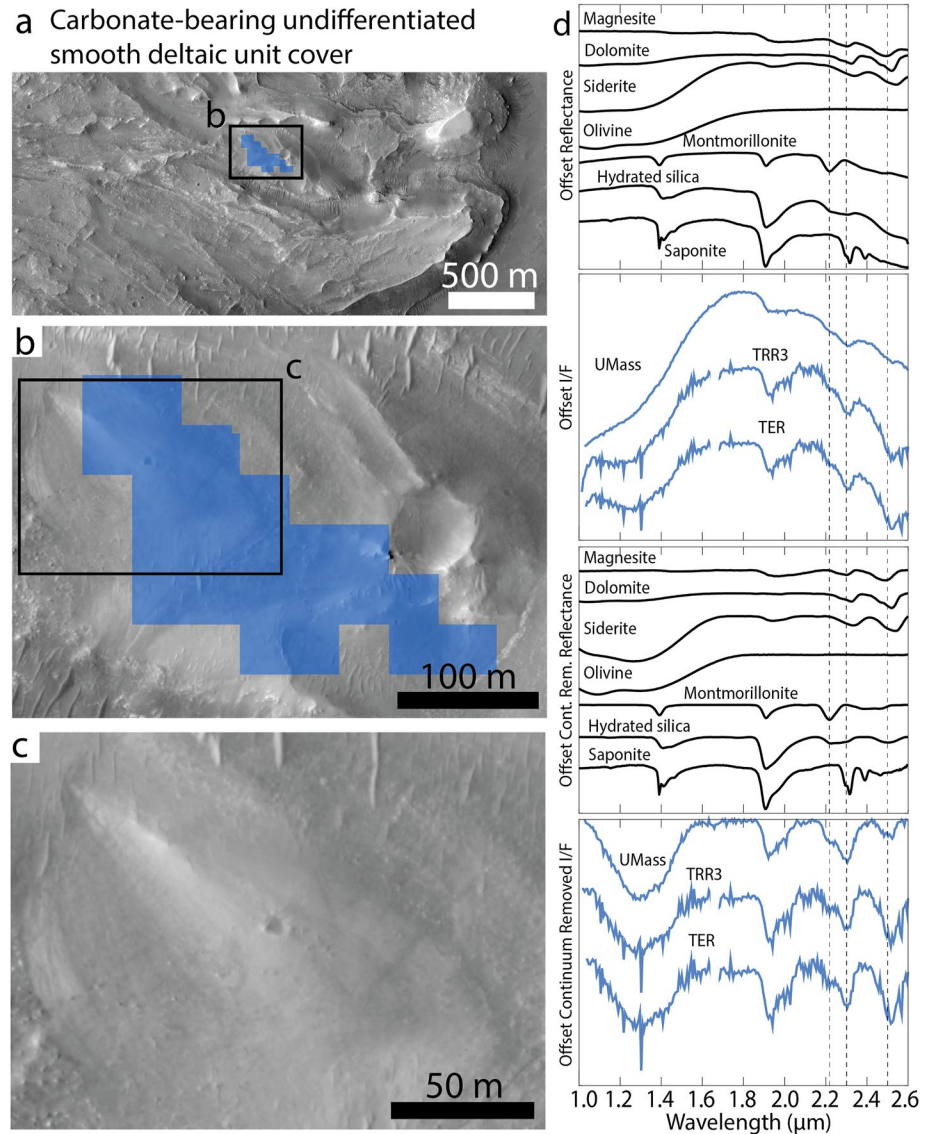 a Carbonate-bearing undifferentiated
smooth deltaic unit cover
b
500 m
b
c
100 m
c
50 m
d
Offset Reflectance
Magnesite
Dolomite
Siderite
Olivine
Montmorillonite
Hydrated silica
Saponite
Offset I/F
UMass
TRR3
TER
Offset Cont. Rem. Reflectance
Magnesite
Dolomite
Siderite
Olivine
Montmorillonite
Hydrated silica
Saponite
Offset Continuum Removed I/F
UMass
TRR3
TER
1.0 1.2 1.4 1.6 1.8 2.0 2.2 2.4 2.6
Wavelength (µm)